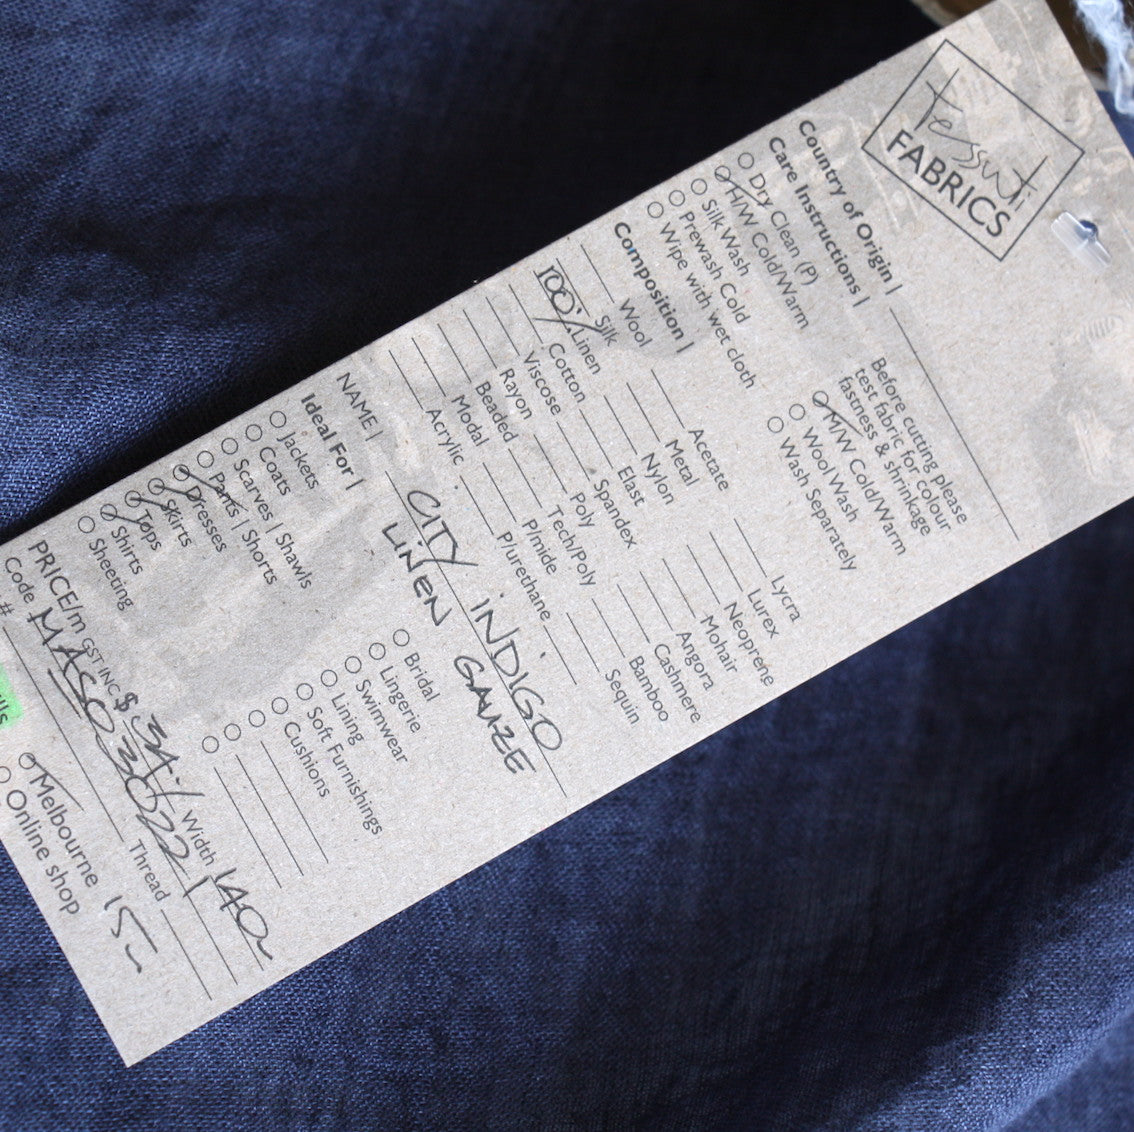 tessuti
FABRICS
Country of Origin |
Care Instructions |
Dry Clean (P)
H/W Cold/Warm
Silk Wash
Prewash Cold
Wipe with wet cloth
Before cutting please
test fabric for colour
fastness & shrinkage
M/W Cold/Warm
Wool Wash
Wash Separately
Composition |
Wool
Silk
100% Linen
Cotton
Viscose
Rayon
Beaded
Modal
Acrylic
Acetate
Metal
Nylon
Elast
Spandex
Poly
Tech/Poly
P/mide
P/urethane
Lycra
Lurex
Neoprene
Mohair
Angora
Cashmere
Bamboo
Sequin
NAME | CITY INDIGO
LINEN GAUZE
Ideal For |
Jackets
Coats
Scarves | Shawls
Pants | Shorts
Dresses
Skirts
Tops
Shirts
Sheeting
Bridal
Lingerie
Swimwear
Lining
Soft Furnishings
Cushions
PRICE/m GST INC $ 34 Width 140
Code MASO30221 Thread
#
Melbourne 15
Online shop